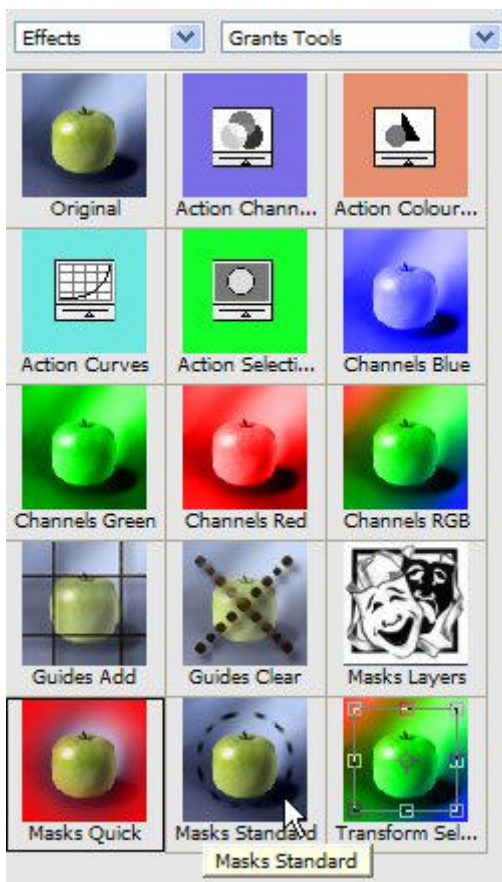 Effects
Grants Tools
Original
Action Chann...
Action Colour...
Action Curves
Action Selecti...
Channels Blue
Channels Green
Channels Red
Channels RGB
Guides Add
Guides Clear
Masks Layers
Masks Quick
Masks Standard
Transform Sel...
Masks Standard